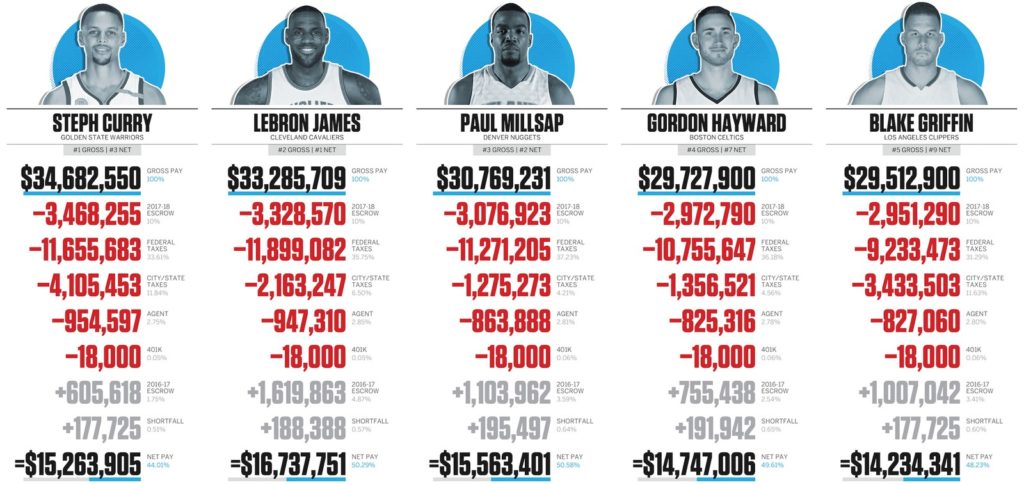 STEPH CURRY
GOLDEN STATE WARRIORS
#1 GROSS | #3 NET
$34,682,550 GROSS PAY 100%
−3,468,255 2017-18 ESCROW 10%
−11,655,683 FEDERAL TAXES 33.61%
−4,105,453 CITY/STATE TAXES 11.84%
−954,597 AGENT 2.75%
−18,000 401K 0.05%
+605,618 2016-17 ESCROW 1.75%
+177,725 SHORTFALL 0.51%
=$15,263,905 NET PAY 44.01%
LEBRON JAMES
CLEVELAND CAVALIERS
#2 GROSS | #1 NET
$33,285,709 GROSS PAY 100%
−3,328,570 2017-18 ESCROW 10%
−11,899,082 FEDERAL TAXES 35.75%
−2,163,247 CITY/STATE TAXES 6.50%
−947,310 AGENT 2.85%
−18,000 401K 0.05%
+1,619,863 2016-17 ESCROW 4.87%
+188,388 SHORTFALL 0.57%
=$16,737,751 NET PAY 50.29%
PAUL MILLSAP
DENVER NUGGETS
#3 GROSS | #2 NET
$30,769,231 GROSS PAY 100%
−3,076,923 2017-18 ESCROW 10%
−11,271,205 FEDERAL TAXES 37.23%
−1,275,273 CITY/STATE TAXES 4.21%
−863,888 AGENT 2.81%
−18,000 401K 0.06%
+1,103,962 2016-17 ESCROW 3.59%
+195,497 SHORTFALL 0.64%
=$15,563,401 NET PAY 50.58%
GORDON HAYWARD
BOSTON CELTICS
#4 GROSS | #7 NET
$29,727,900 GROSS PAY 100%
−2,972,790 2017-18 ESCROW 10%
−10,755,647 FEDERAL TAXES 36.18%
−1,356,521 CITY/STATE TAXES 4.56%
−825,316 AGENT 2.78%
−18,000 401K 0.06%
+755,438 2016-17 ESCROW 2.54%
+191,942 SHORTFALL 0.65%
=$14,747,006 NET PAY 49.61%
BLAKE GRIFFIN
LOS ANGELES CLIPPERS
#5 GROSS | #9 NET
$29,512,900 GROSS PAY 100%
−2,951,290 2017-18 ESCROW 10%
−9,233,473 FEDERAL TAXES 31.29%
−3,433,503 CITY/STATE TAXES 11.63%
−827,060 AGENT 2.80%
−18,000 401K 0.06%
+1,007,042 2016-17 ESCROW 3.41%
+177,725 SHORTFALL 0.60%
=$14,234,341 NET PAY 48.23%